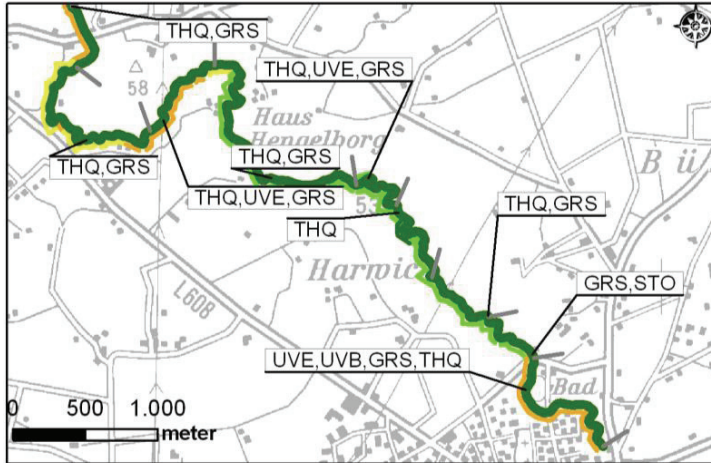 THQ,GRS
58
THQ,UVE,GRS
Haus
Hengelborg
THQ,GRS
THQ,GRS
THQ,UVE,GRS
53
THQ
THQ,GRS
B ü
Harwic
L608
GRS,STO
UVE,UVB,GRS,THQ
Bad
0 500 1.000
meter